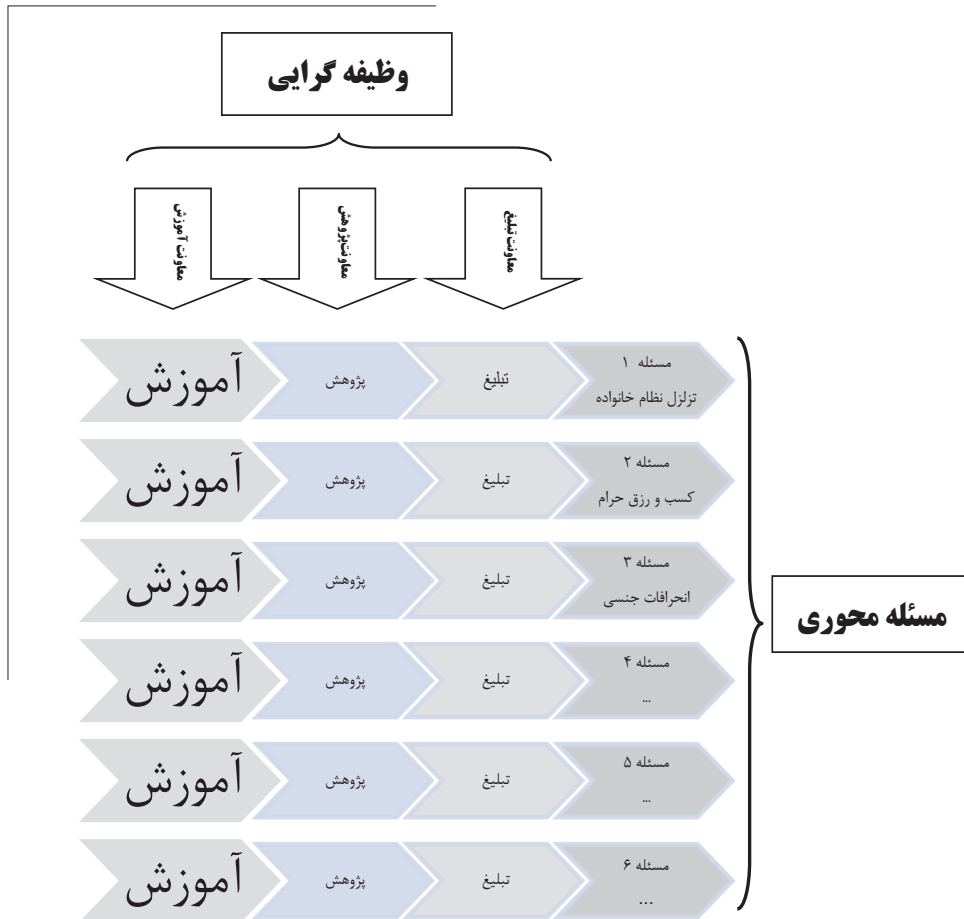 وظیفه گرایی
معاونت تبلیغ
معاونت پژوهش
معاونت آموزش
مسئله ۱
تزلزل نظام خانواده
تبلیغ
پژوهش
آموزش
مسئله ۲
کسب و رزق حرام
تبلیغ
پژوهش
آموزش
مسئله ۳
انحرافات جنسی
تبلیغ
پژوهش
آموزش
مسئله محوری
مسئله ۴
...
تبلیغ
پژوهش
آموزش
مسئله ۵
...
تبلیغ
پژوهش
آموزش
مسئله ۶
...
تبلیغ
پژوهش
آموزش